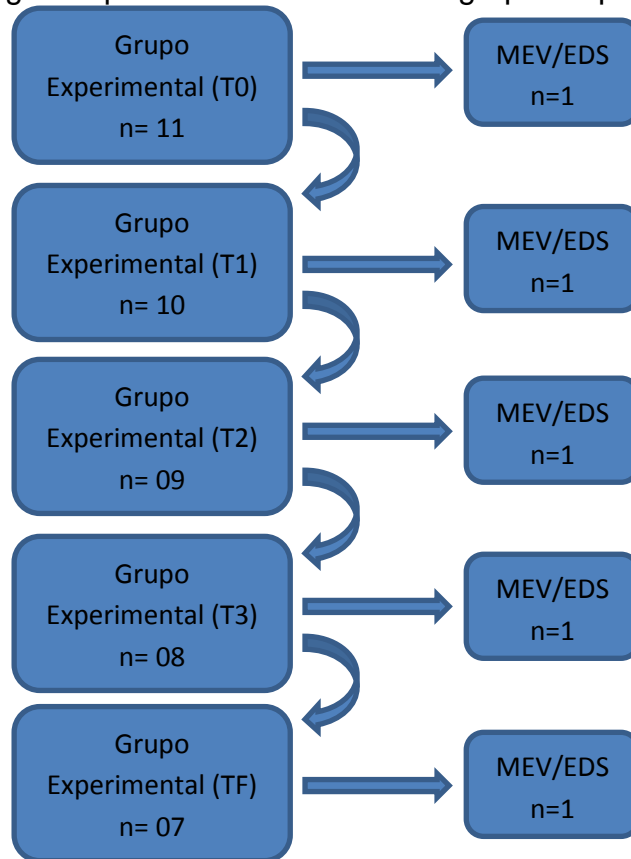 Grupo
Experimental (T0)
n= 11
MEV/EDS
n=1
Grupo
Experimental (T1)
n= 10
MEV/EDS
n=1
Grupo
Experimental (T2)
n= 09
MEV/EDS
n=1
Grupo
Experimental (T3)
n= 08
MEV/EDS
n=1
Grupo
Experimental (TF)
n= 07
MEV/EDS
n=1